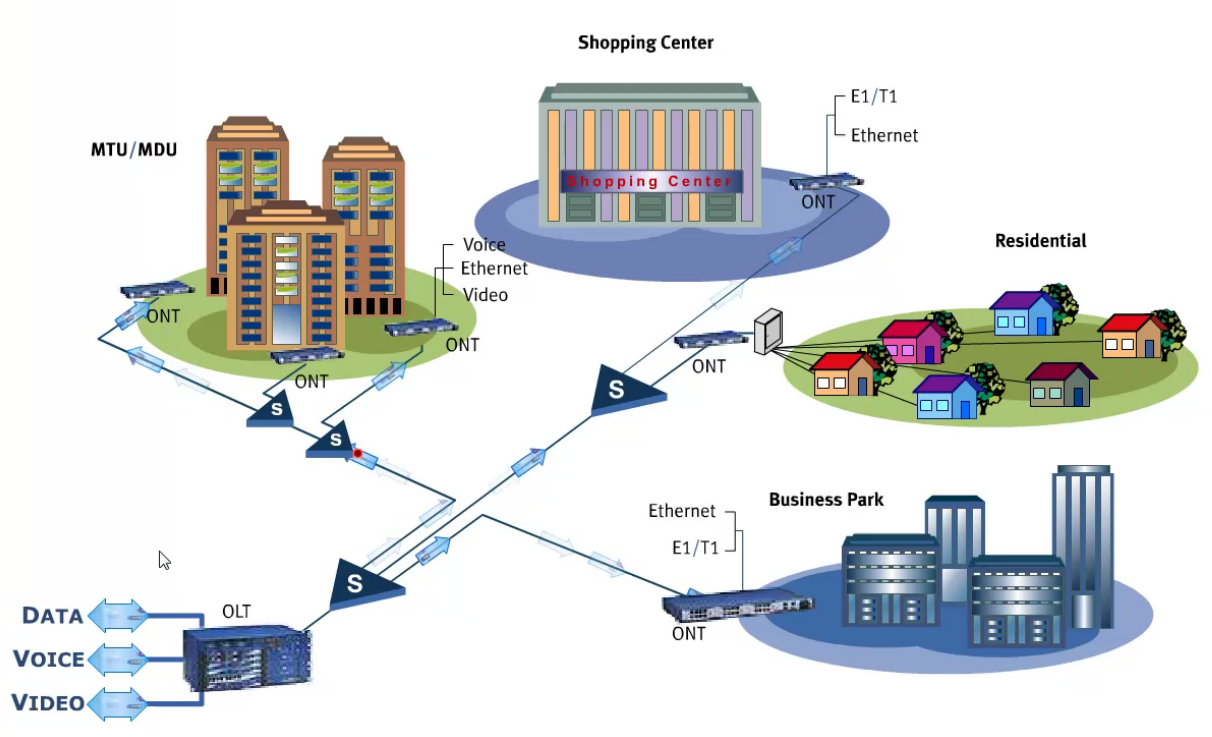 Shopping Center
E1/T1
Ethernet
MTU/MDU
Shopping Center
ONT
Voice
Ethernet
Video
Residential
ONT
ONT
ONT
ONT
S
S
S
Business Park
Ethernet
E1/T1
S
OLT
DATA
ONT
VOICE
VIDEO